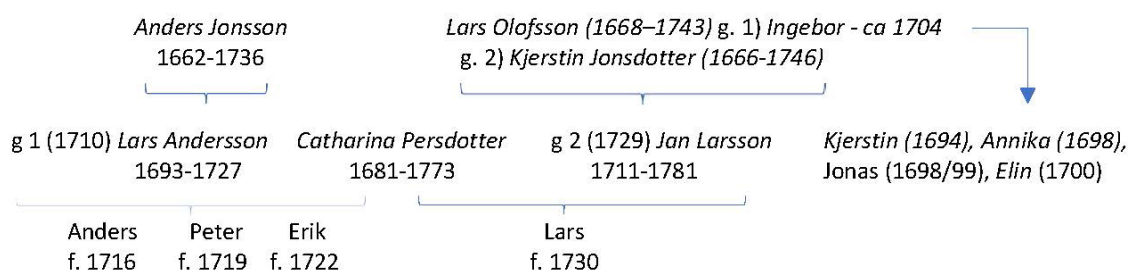 Anders Jonsson
1662-1736
Lars Olofsson (1668–1743) g. 1) Ingebor - ca 1704
g. 2) Kjerstin Jonsdotter (1666-1746)
g 1 (1710) Lars Andersson
1693-1727
Catharina Persdotter
1681-1773
g 2 (1729) Jan Larsson
1711-1781
Kjerstin (1694), Annika (1698),
Jonas (1698/99), Elin (1700)
Anders
f. 1716
Peter
f. 1719
Erik
f. 1722
Lars
f. 1730